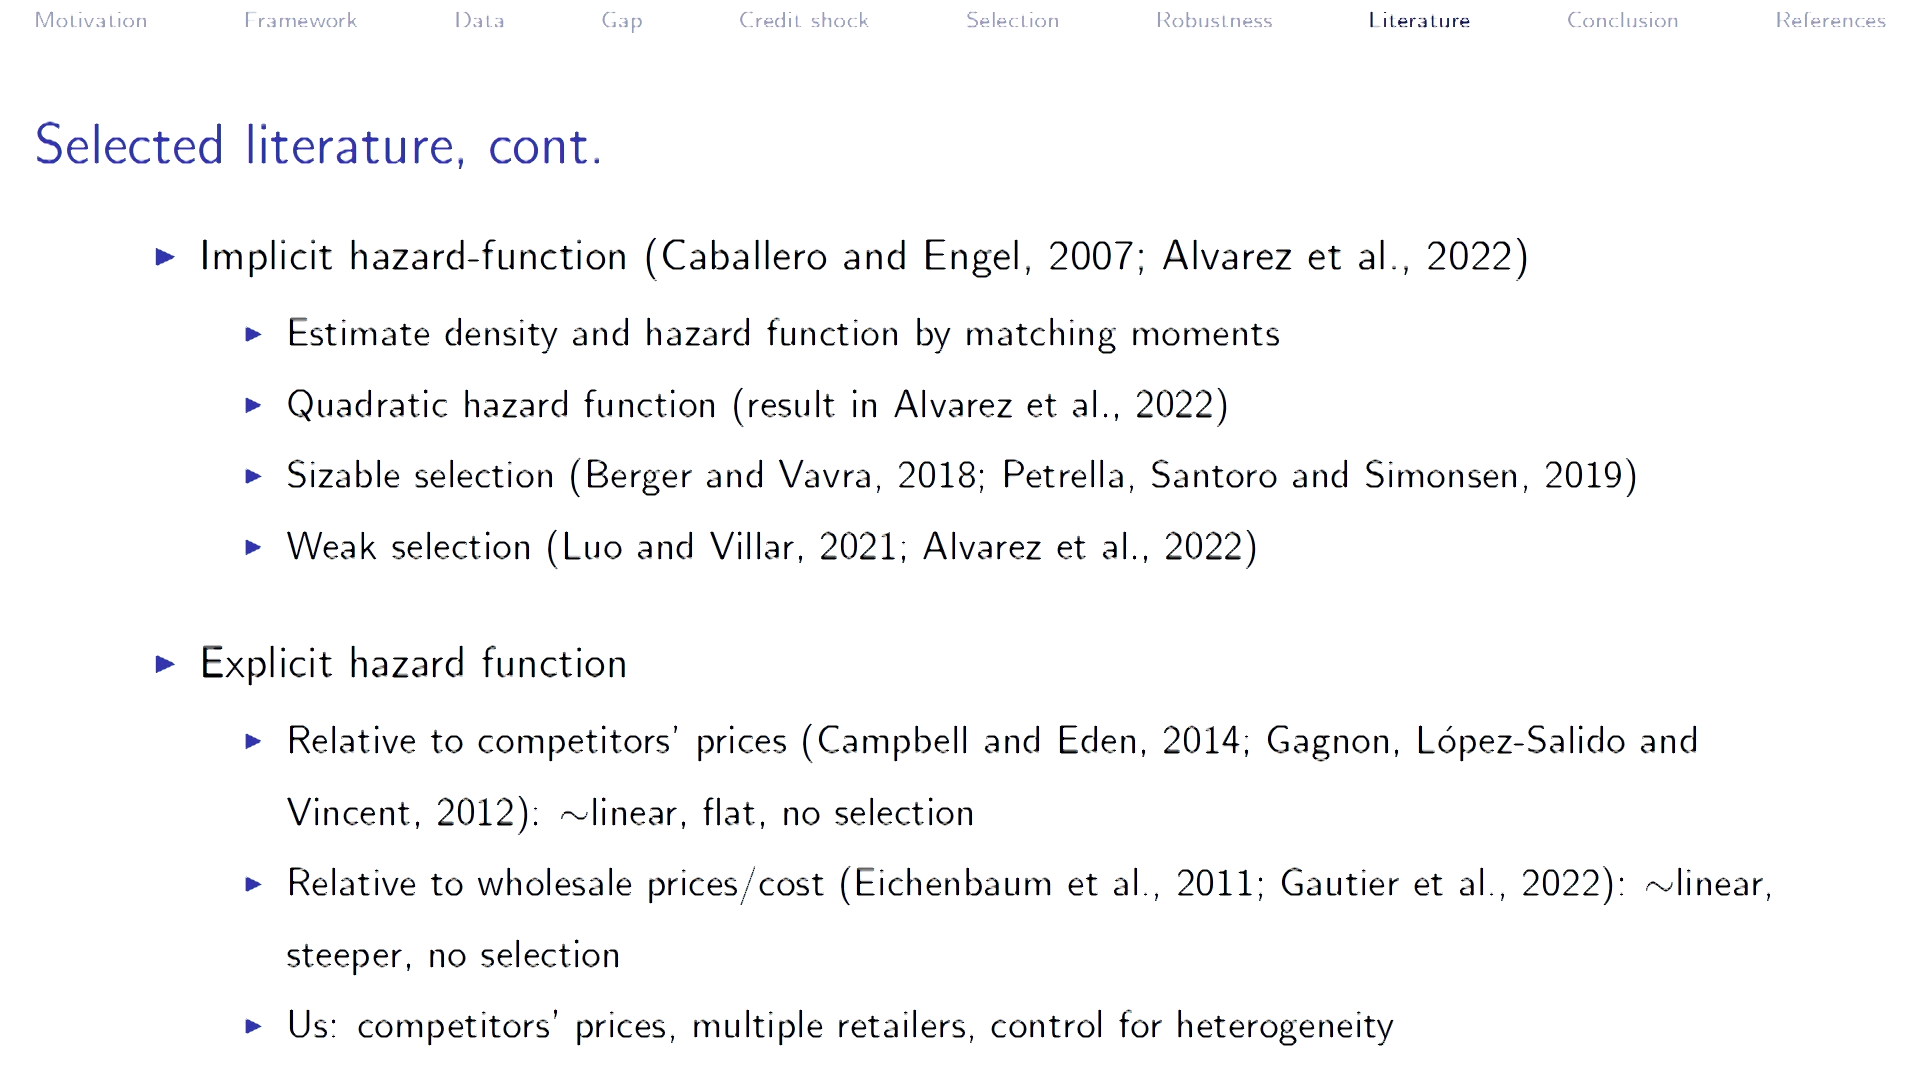 Motivation Framework Data Gap Credit shock Selection Robustness Literature Conclusion References
Selected literature, cont.
▶ Implicit hazard-function (Caballero and Engel, 2007; Alvarez et al., 2022)
▶ Estimate density and hazard function by matching moments
▶ Quadratic hazard function (result in Alvarez et al., 2022)
▶ Sizable selection (Berger and Vavra, 2018; Petrella, Santoro and Simonsen, 2019)
▶ Weak selection (Luo and Villar, 2021; Alvarez et al., 2022)
▶ Explicit hazard function
▶ Relative to competitors' prices (Campbell and Eden, 2014; Gagnon, López-Salido and
Vincent, 2012): ∼linear, flat, no selection
▶ Relative to wholesale prices/cost (Eichenbaum et al., 2011; Gautier et al., 2022): ∼linear,
steeper, no selection
▶ Us: competitors' prices, multiple retailers, control for heterogeneity